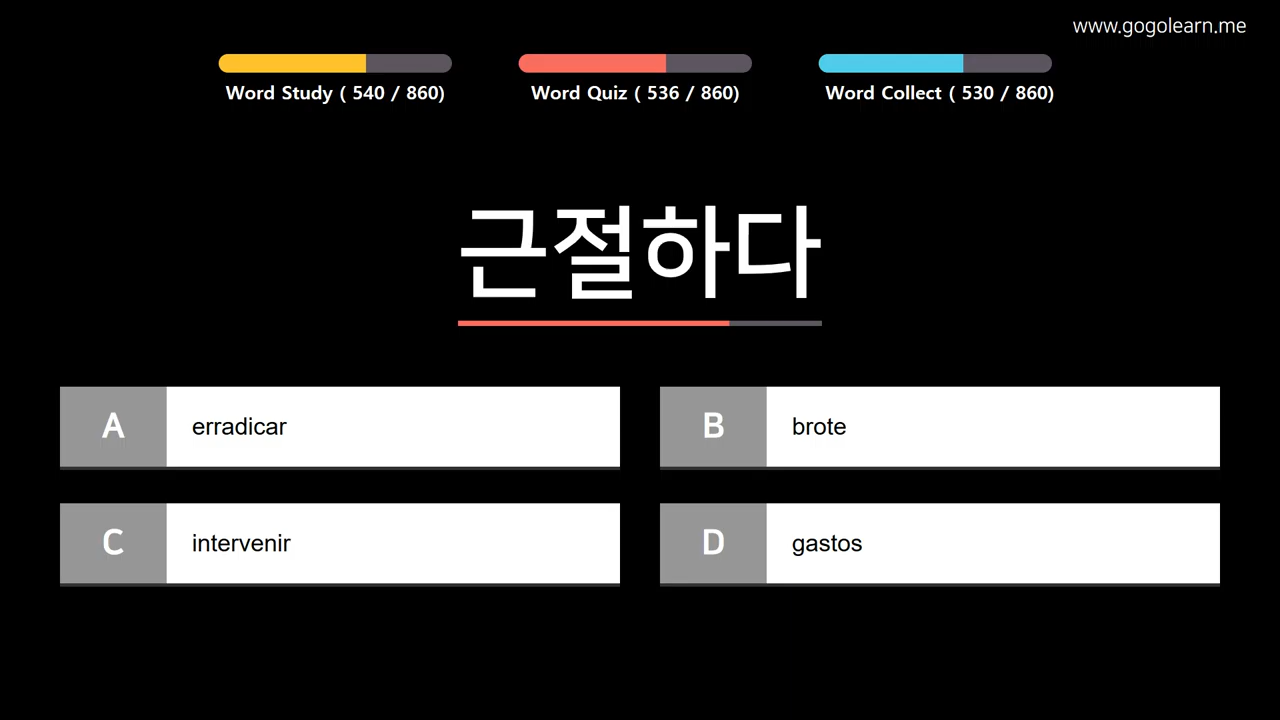 www.gogolearn.me
Word Study ( 540 / 860)
Word Quiz ( 536 / 860)
Word Collect ( 530 / 860)
근절하다
A erradicar
B brote
C intervenir
D gastos